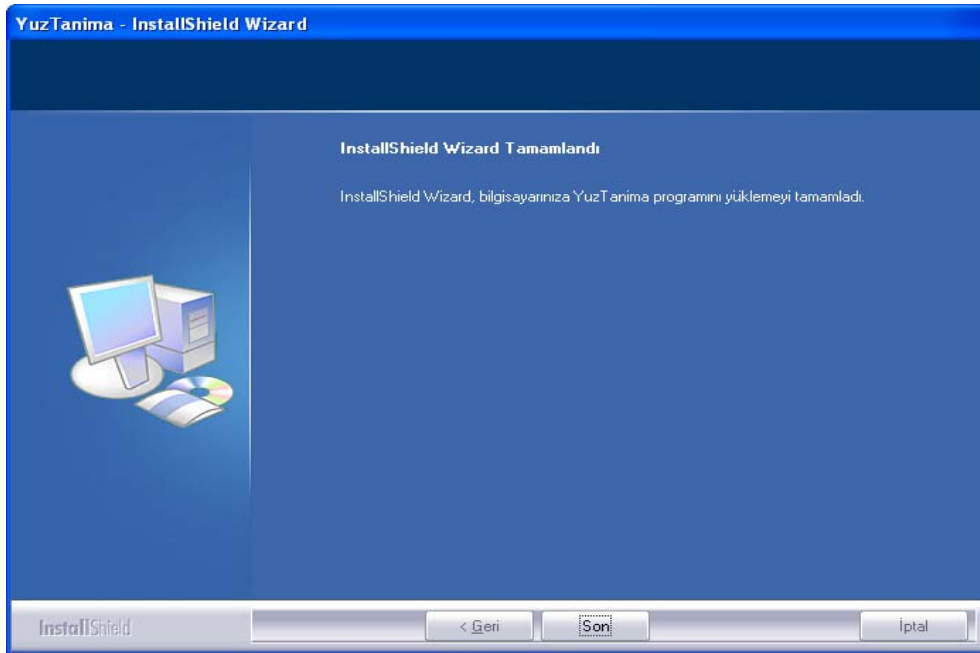 YuzTanima - InstallShield Wizard
InstallShield Wizard Tamamlandı
InstallShield Wizard, bilgisayarınıza YuzTanima programını yüklemeyi tamamladı.
InstallShield
< Geri
Son
İptal